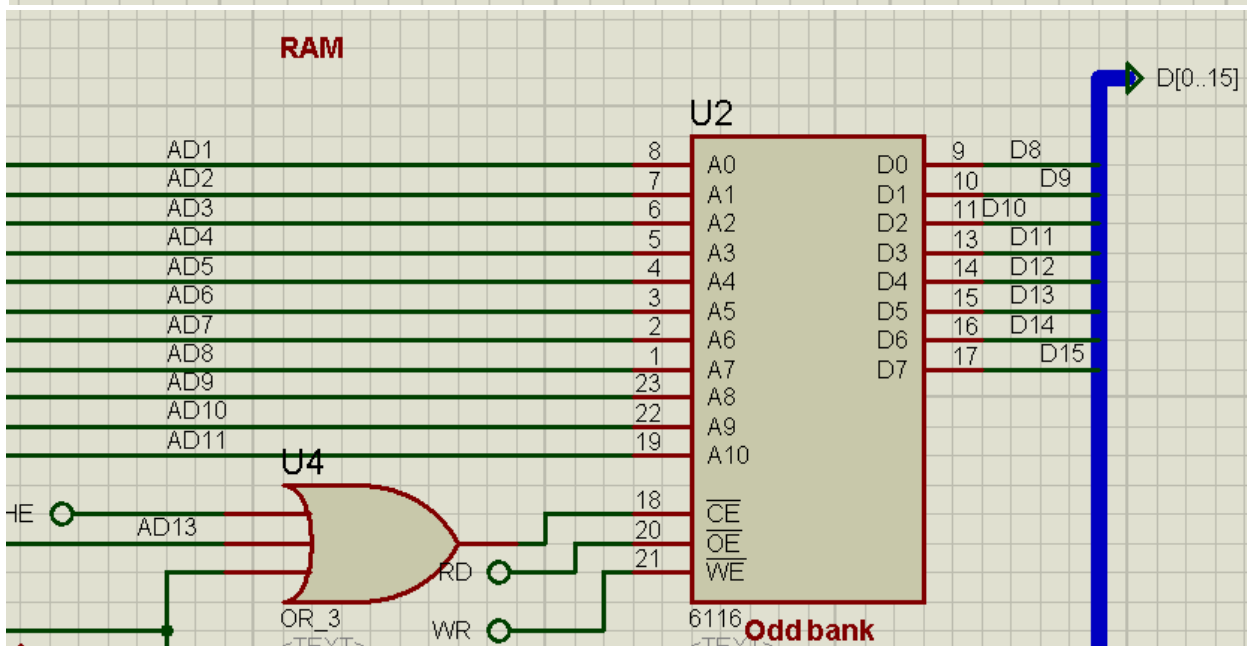 RAM
D[0..15]
U2
AD1 8 A0 D0 9 D8
AD2 7 A1 D1 10 D9
AD3 6 A2 D2 11 D10
AD4 5 A3 D3 13 D11
AD5 4 A4 D4 14 D12
AD6 3 A5 D5 15 D13
AD7 2 A6 D6 16 D14
AD8 1 A7 D7 17 D15
AD9 23 A8
AD10 22 A9
AD11 19 A10
U4
HE 18 CE
AD13 20 OE
RD 21 WE
OR_3 WR 6116 Odd bank
<TEXT> <TEXT>